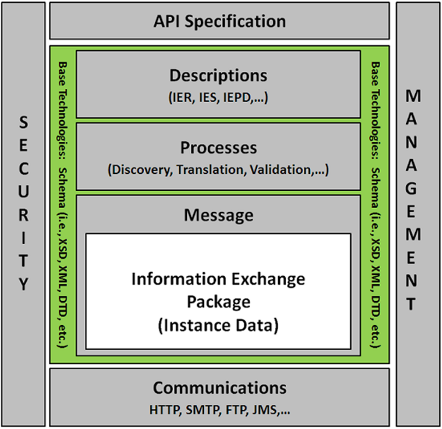 API Specification
SECURITY
Base Technologies: Schema (i.e., XSD, XML, DTD, etc.)
Descriptions
(IER, IES, IEPD,...)
Processes
(Discovery, Translation, Validation,...)
Message
Information Exchange
Package
(Instance Data)
Base Technologies: Schema (i.e., XSD, XML, DTD, etc.)
MANAGEMENT
Communications
HTTP, SMTP, FTP, JMS,...